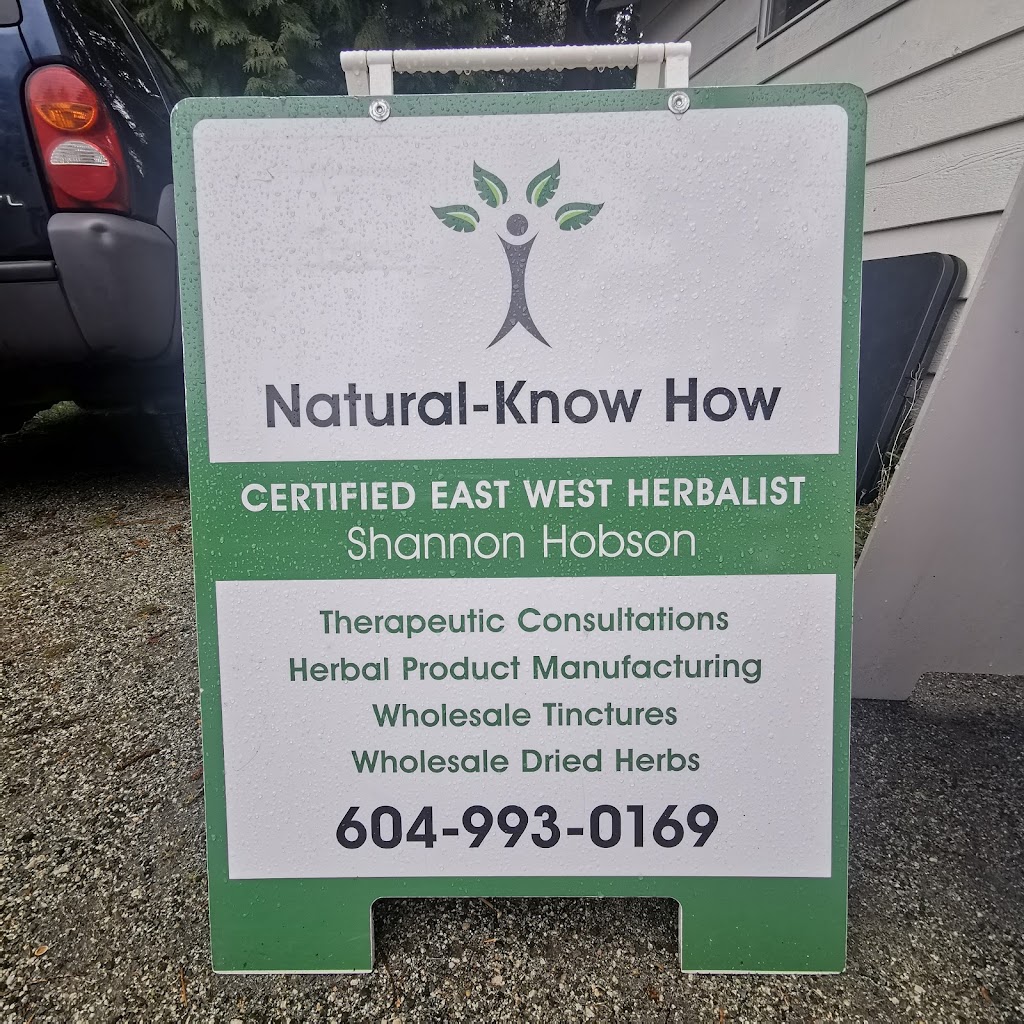 Natural-Know How
CERTIFIED EAST WEST HERBALIST
Shannon Hobson
Therapeutic Consultations
Herbal Product Manufacturing
Wholesale Tinctures
Wholesale Dried Herbs
604-993-0169